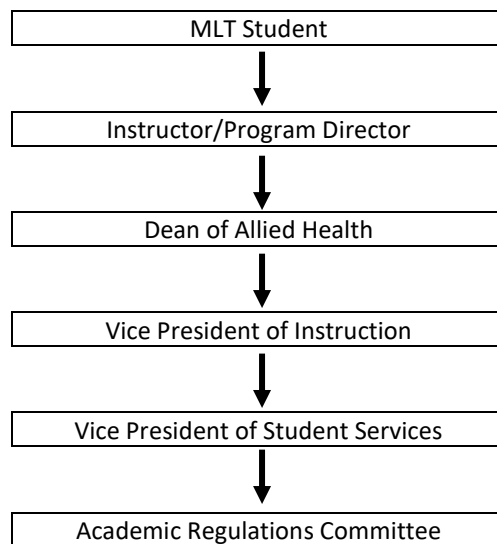 MLT Student
Instructor/Program Director
Dean of Allied Health
Vice President of Instruction
Vice President of Student Services
Academic Regulations Committee